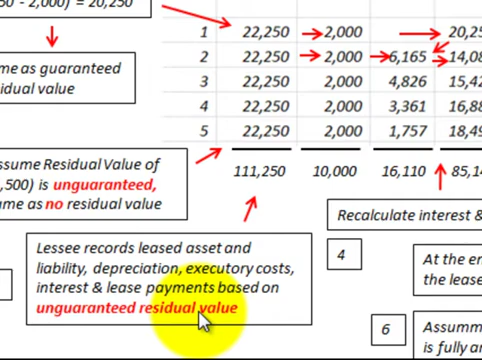 50 - 2,000) = 20,250
1 22,250 2,000 20,25
2 22,250 2,000 6,165 14,08
3 22,250 2,000 4,826 15,42
4 22,250 2,000 3,361 16,88
5 22,250 2,000 1,757 18,49
111,250 10,000 16,110 85,14
me as guaranteed
idual value
ssume Residual Value of
,500) is unguaranteed,
ame as no residual value
Recalculate interest &
Lessee records leased asset and
liability, depreciation, executory costs,
interest & lease payments based on
unguaranteed residual value
4
At the en
the lease
6
Assum
is fully an